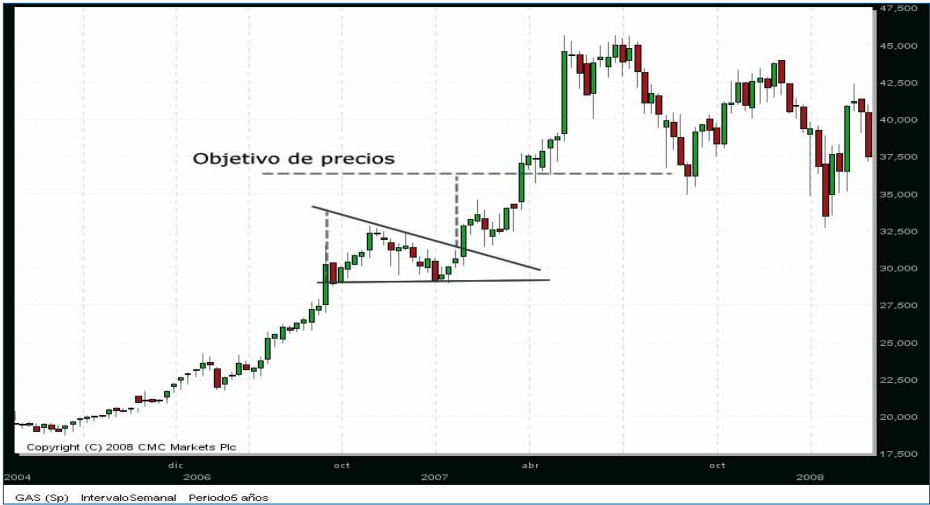 47,500
45,000
42,500
40,000
Objetivo de precios
37,500
35,000
32,500
30,000
27,500
25,000
22,500
20,000
Copyright (C) 2008 CMC Markets Plc
17,500
dic oct abr oct
2004 2006 2007 2008
GAS (Sp) IntervaloSemanal Periodo5 años